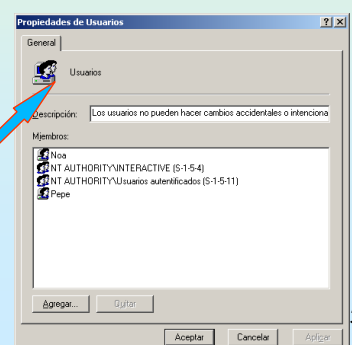 Propiedades de Usuarios
General
Usuarios
Descripción: Los usuarios no pueden hacer cambios accidentales o intenciona
Miembros:
Noa
NT AUTHORITY\INTERACTIVE (S-1-5-4)
NT AUTHORITY\Usuarios autentificados (S-1-5-11)
Pepe
Agregar... Quitar
Aceptar Cancelar Aplicar